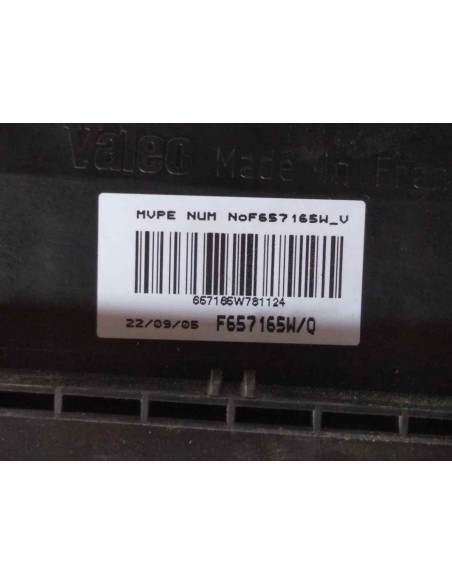 Valeo Made in Fran
MVPE NUM NoF657165W_V
657165W781124
22/09/05 F657165W/Q